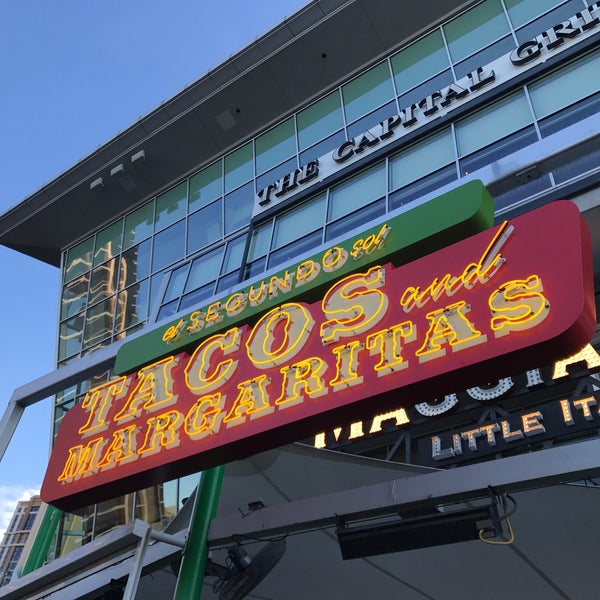 THE CAPITAL GRI
el SEGUNDO sol
TACOS and
MARGARITAS
LITTLE ITA